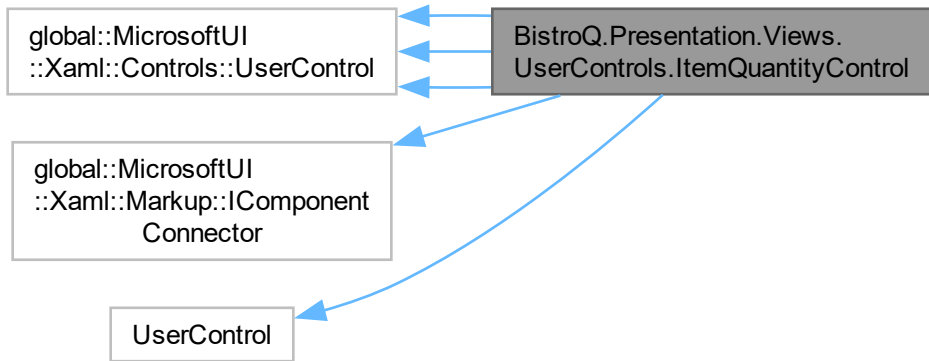 global::MicrosoftUI
::Xaml::Controls::UserControl
BistroQ.Presentation.Views.
UserControls.ItemQuantityControl
global::MicrosoftUI
::Xaml::Markup::IComponent
Connector
UserControl